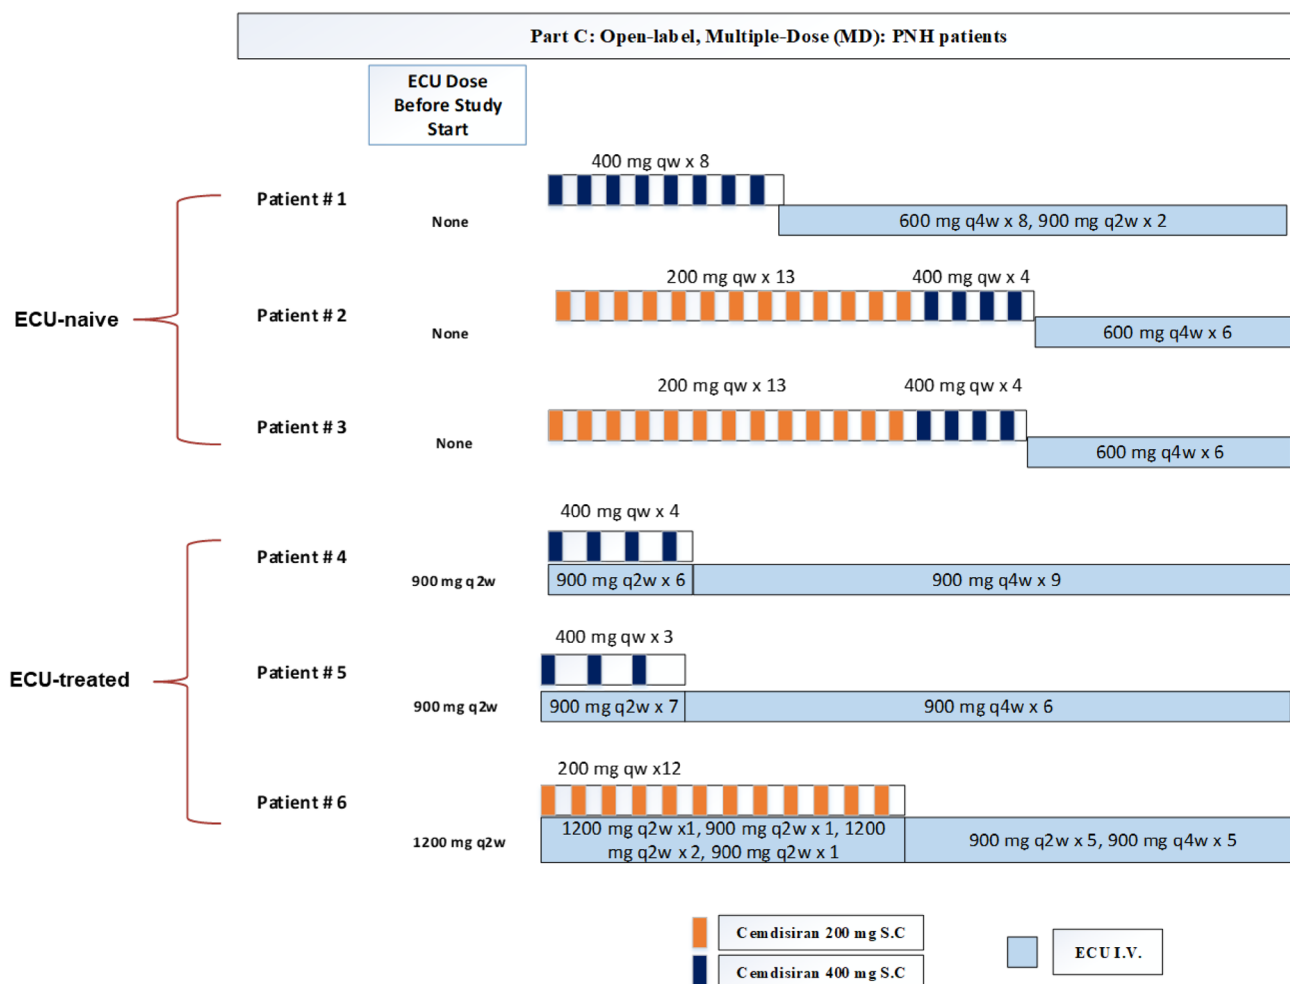 Part C: Open-label, Multiple-Dose (MD): PNH patients
ECU Dose
Before Study
Start
400 mg qw x 8
Patient # 1
None
600 mg q4w x 8, 900 mg q2w x 2
200 mg qw x 13
400 mg qw x 4
ECU-naive
Patient # 2
None
600 mg q4w x 6
200 mg qw x 13
400 mg qw x 4
Patient # 3
None
600 mg q4w x 6
400 mg qw x 4
Patient # 4
900 mg q2w
900 mg q2w x 6
900 mg q4w x 9
400 mg qw x 3
ECU-treated
Patient # 5
900 mg q2w
900 mg q2w x 7
900 mg q4w x 6
200 mg qw x12
Patient # 6
1200 mg q2w
1200 mg q2w x1, 900 mg q2w x 1, 1200
mg q2w x 2, 900 mg q2w x 1
900 mg q2w x 5, 900 mg q4w x 5
Cemdisiran 200 mg S.C
Cemdisiran 400 mg S.C
ECU I.V.